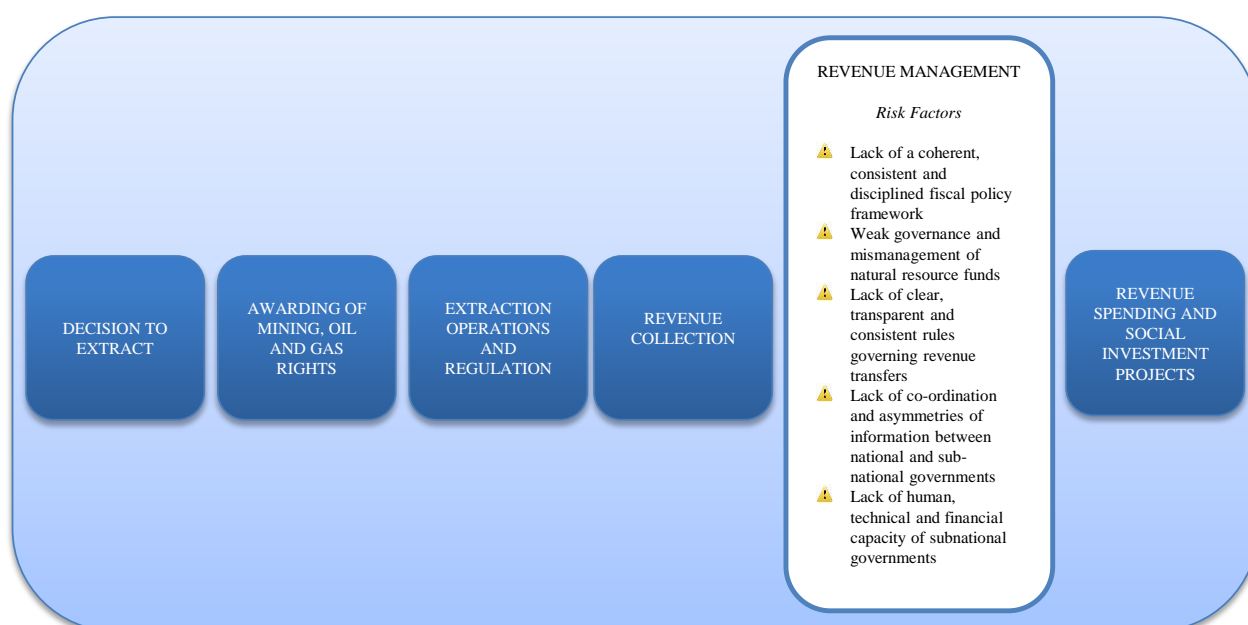 DECISION TO
EXTRACT
AWARDING OF
MINING, OIL
AND GAS
RIGHTS
EXTRACTION
OPERATIONS
AND
REGULATION
REVENUE
COLLECTION
REVENUE MANAGEMENT
Risk Factors
Lack of a coherent,
consistent and
disciplined fiscal policy
framework
Weak governance and
mismanagement of
natural resource funds
Lack of clear,
transparent and
consistent rules
governing revenue
transfers
Lack of co-ordination
and asymmetries of
information between
national and sub-
national governments
Lack of human,
technical and financial
capacity of subnational
governments
REVENUE
SPENDING AND
SOCIAL
INVESTMENT
PROJECTS